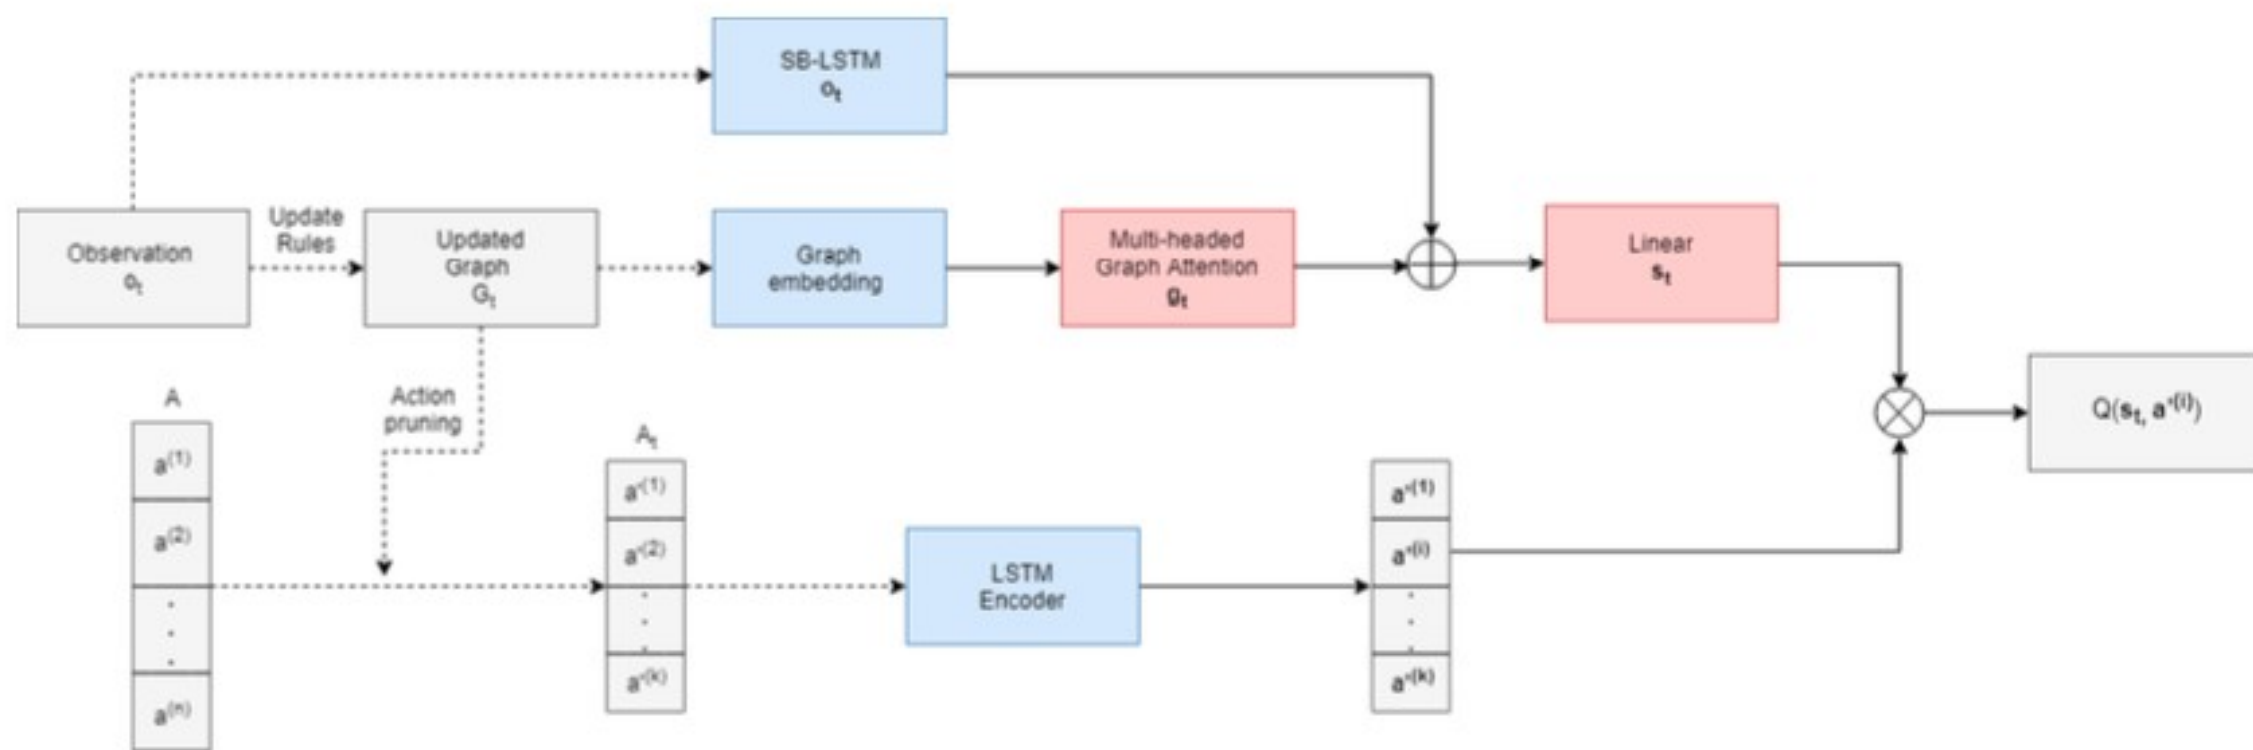 SB-LSTM
oₜ
Observation
oₜ
Update
Rules
Updated
Graph
Gₜ
Graph
embedding
Multi-headed
Graph Attention
gₜ
Linear
sₜ
Action
pruning
A
a⁽¹⁾
a⁽²⁾
.
.
.
a⁽ⁿ⁾
Aₜ
a'⁽¹⁾
a'⁽²⁾
.
.
.
a'⁽ᵏ⁾
LSTM
Encoder
a'⁽¹⁾
a'⁽ⁱ⁾
.
.
.
a'⁽ᵏ⁾
Q(sₜ, a'⁽ⁱ⁾)